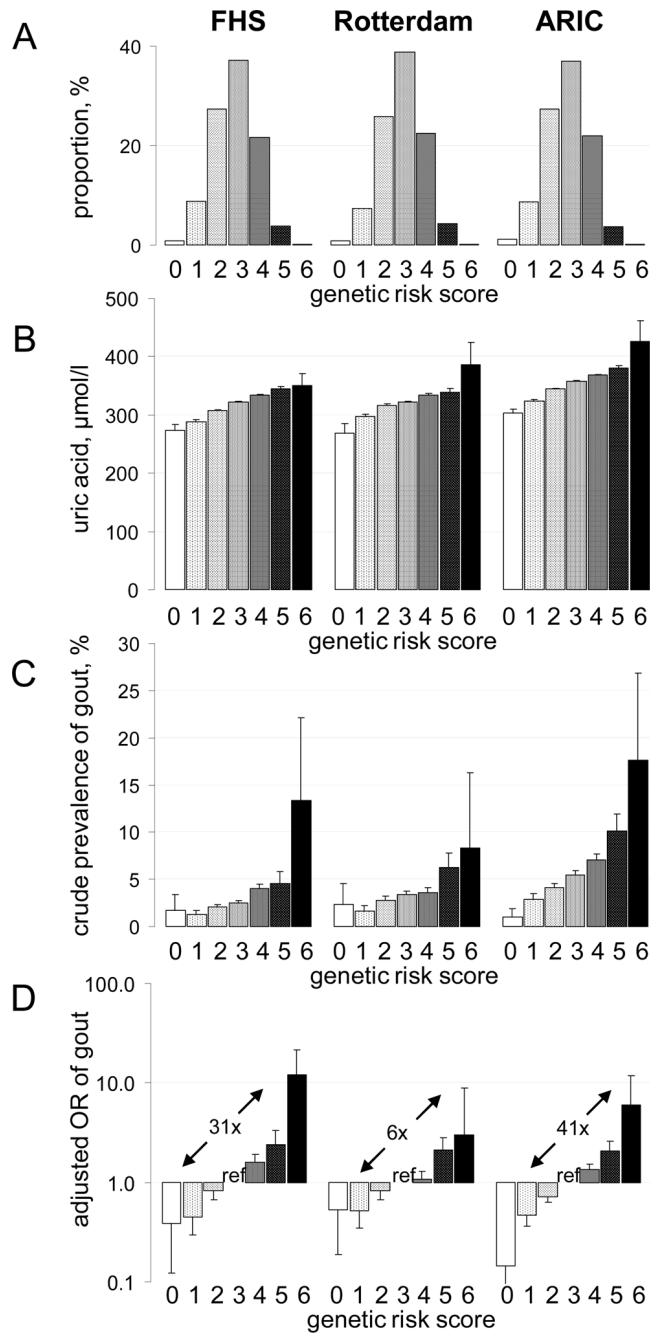 FHS Rotterdam ARIC
A
proportion, %
40
20
0
0 1 2 3 4 5 6 0 1 2 3 4 5 6 0 1 2 3 4 5 6
genetic risk score
B
uric acid, µmol/l
500
400
300
200
100
0
0 1 2 3 4 5 6 0 1 2 3 4 5 6 0 1 2 3 4 5 6
genetic risk score
C
crude prevalence of gout, %
30
25
20
15
10
5
0
0 1 2 3 4 5 6 0 1 2 3 4 5 6 0 1 2 3 4 5 6
genetic risk score
D
adjusted OR of gout
100.0
10.0
1.0
0.1
31x 6x 41x
ref ref ref
0 1 2 3 4 5 6 0 1 2 3 4 5 6 0 1 2 3 4 5 6
genetic risk score